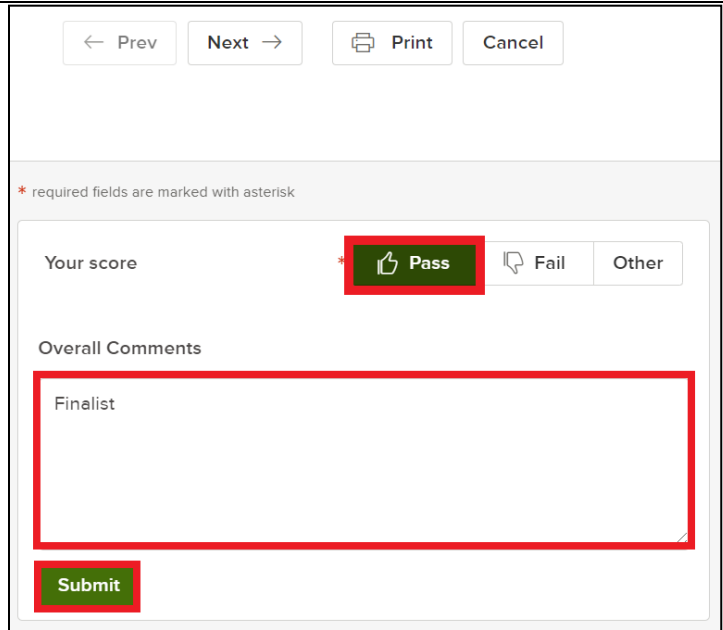 ← Prev Next → Print Cancel
* required fields are marked with asterisk
Your score * Pass Fail Other
Overall Comments
Finalist
Submit